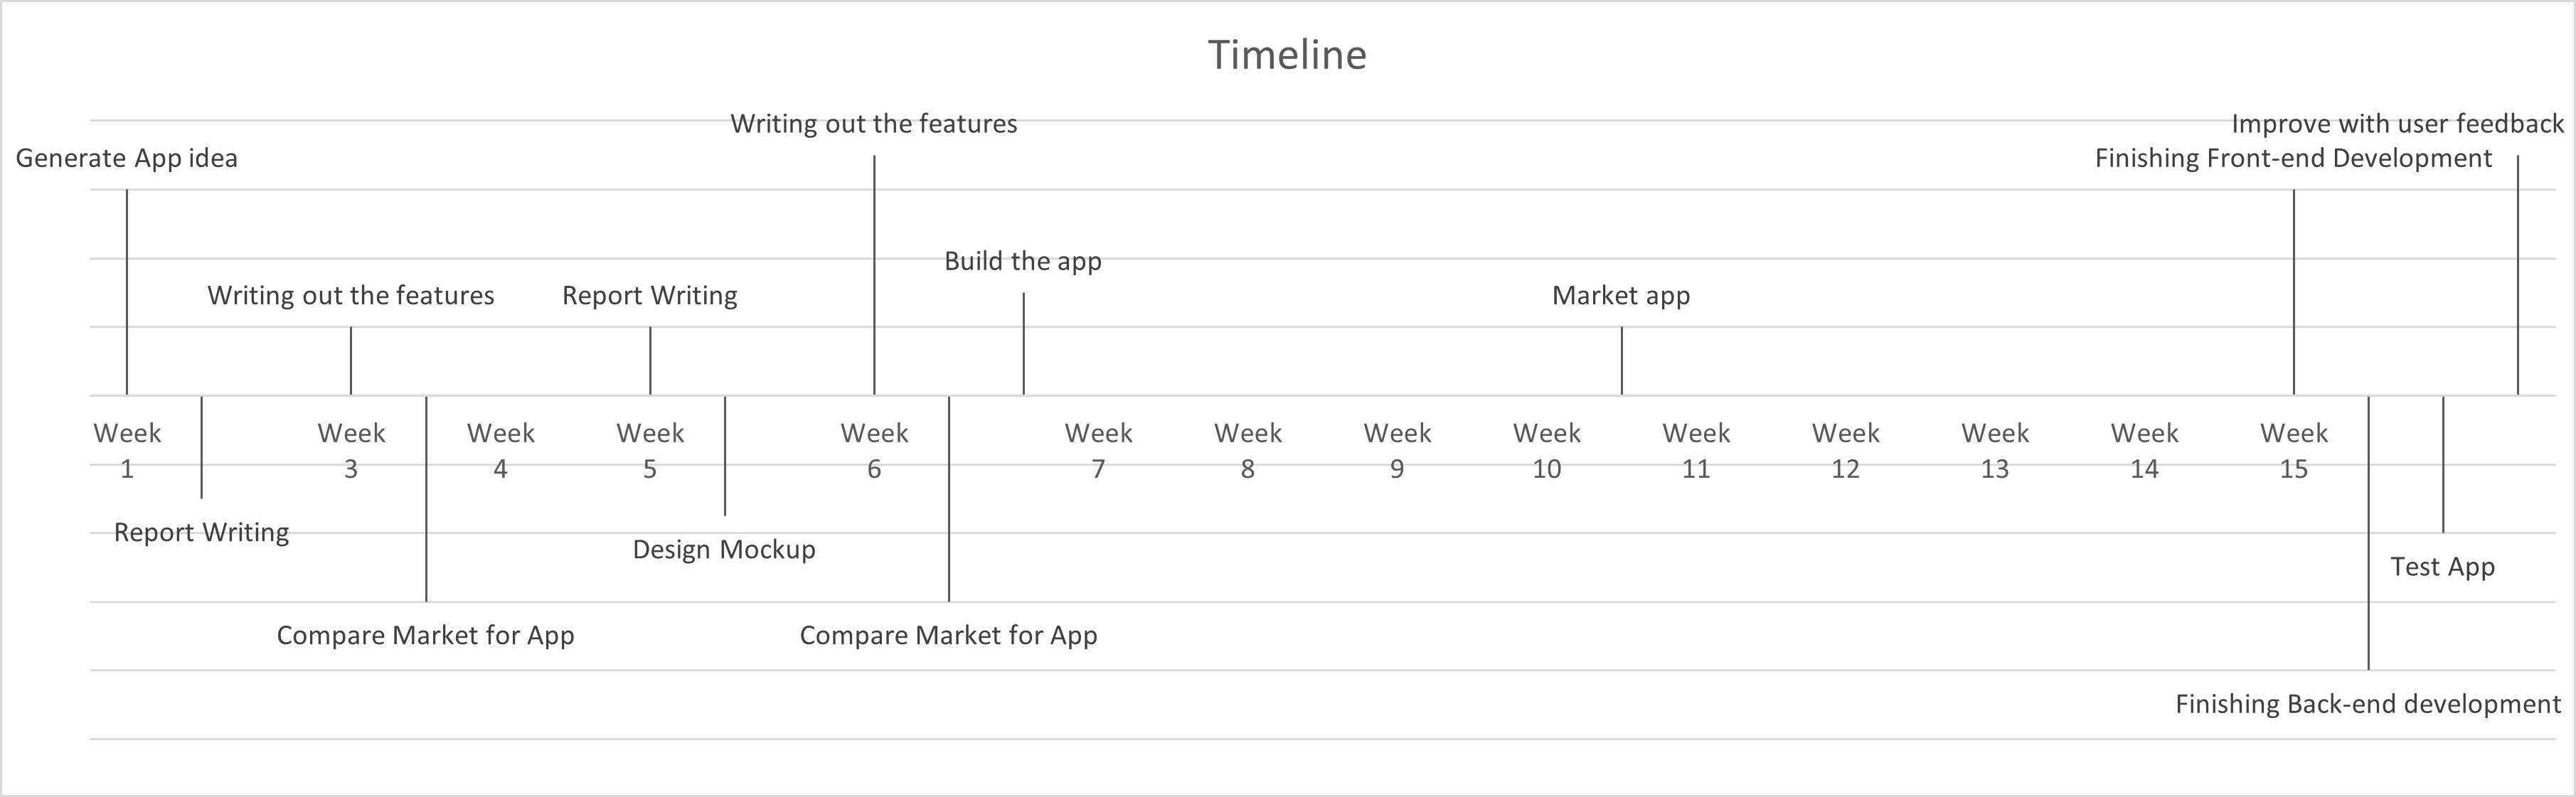 Timeline
Writing out the features
Improve with user feedback
Generate App idea
Finishing Front-end Development
Build the app
Writing out the features
Report Writing
Market app
Week
1
Week
3
Week
4
Week
5
Week
6
Week
7
Week
8
Week
9
Week
10
Week
11
Week
12
Week
13
Week
14
Week
15
Report Writing
Design Mockup
Test App
Compare Market for App
Compare Market for App
Finishing Back-end development